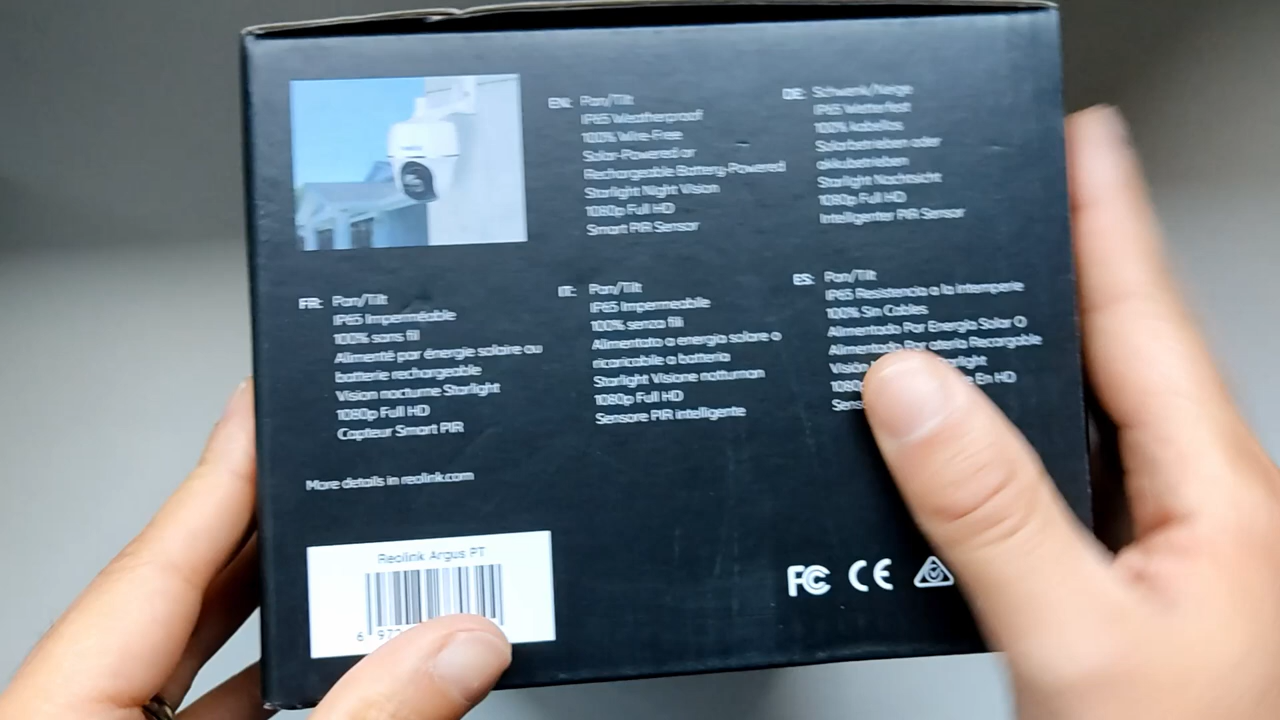 EN: Pan/Tilt
IP65 Weatherproof
100% Wire-Free
Solar-Powered or
Rechargeable Battery-Powered
Starlight Night Vision
1080p Full HD
Smart PIR Sensor
DE: Schwenk/Neige
IP65 Wetterfest
100% kabellos
Solarbetrieben oder
akkubetrieben
Starlight Nachtsicht
1080p Full HD
Intelligenter PIR Sensor
FR: Pan/Tilt
IP65 Imperméable
100% sans fil
Alimenté par énergie solaire ou
batterie rechargeable
Vision nocturne Starlight
1080p Full HD
Capteur Smart PIR
IT: Pan/Tilt
IP65 Impermeabile
100% senza fili
Alimentato a energia solare o
ricaricabile a batteria
Starlight Visione
1080p Full HD
Sensore PIR intelligente
ES: Pan/Tilt
IP65 Resistencia a la intemperie
100% Sin Cables
Alimentado Por Energía Solar O
Alimentado Por Recargable
Visión
1080p En HD
More details in reolink.com
Reolink Argus PT
6 97
FC CE